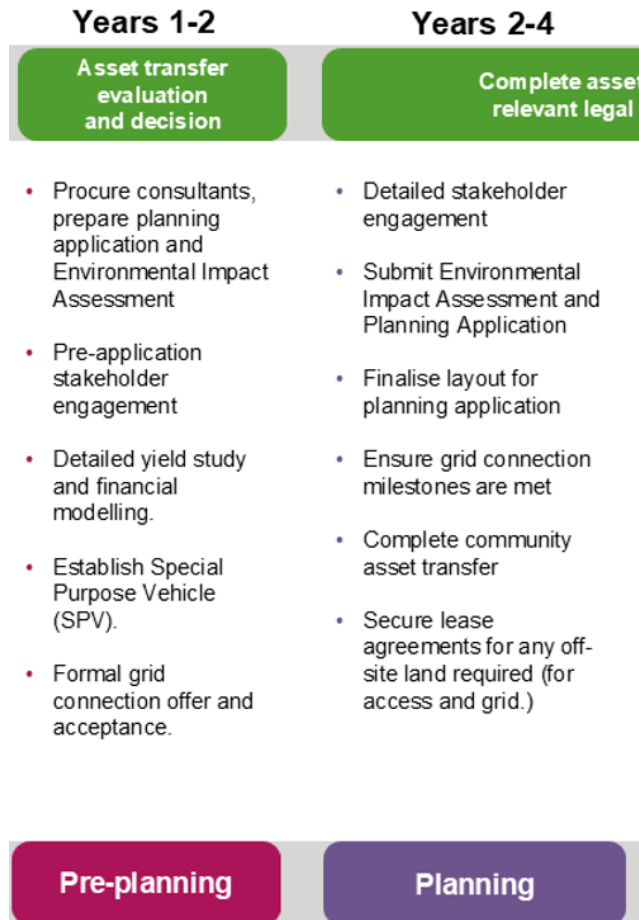 Years 1-2
Asset transfer
evaluation
and decision
• Procure consultants,
prepare planning
application and
Environmental Impact
Assessment
• Pre-application
stakeholder
engagement
• Detailed yield study
and financial
modelling.
• Establish Special
Purpose Vehicle
(SPV).
• Formal grid
connection offer and
acceptance.
Pre-planning
Years 2-4
Complete asset
relevant legal
• Detailed stakeholder
engagement
• Submit Environmental
Impact Assessment and
Planning Application
• Finalise layout for
planning application
• Ensure grid connection
milestones are met
• Complete community
asset transfer
• Secure lease
agreements for any off-
site land required (for
access and grid.)
Planning